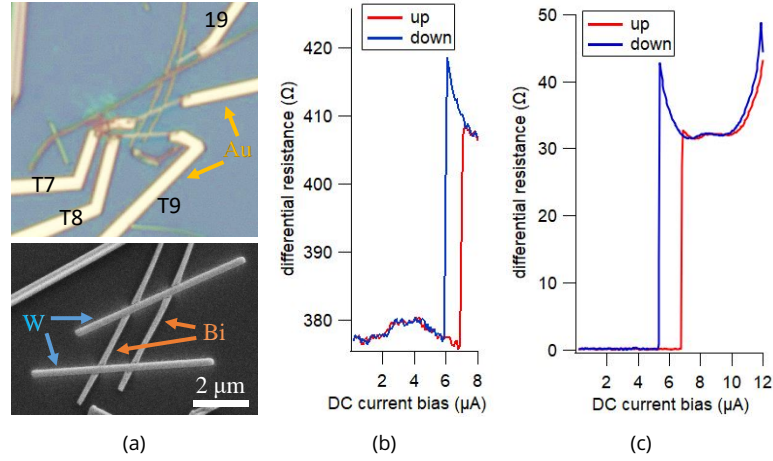 19
Au
T7
T8
T9
W
Bi
2 μm
(a)
up
down
differential resistance (Ω)
420
410
400
390
380
2 4 6 8
DC current bias (μA)
(b)
up
down
differential resistance (Ω)
50
40
30
20
10
0
2 4 6 8 10 12
DC current bias (μA)
(c)